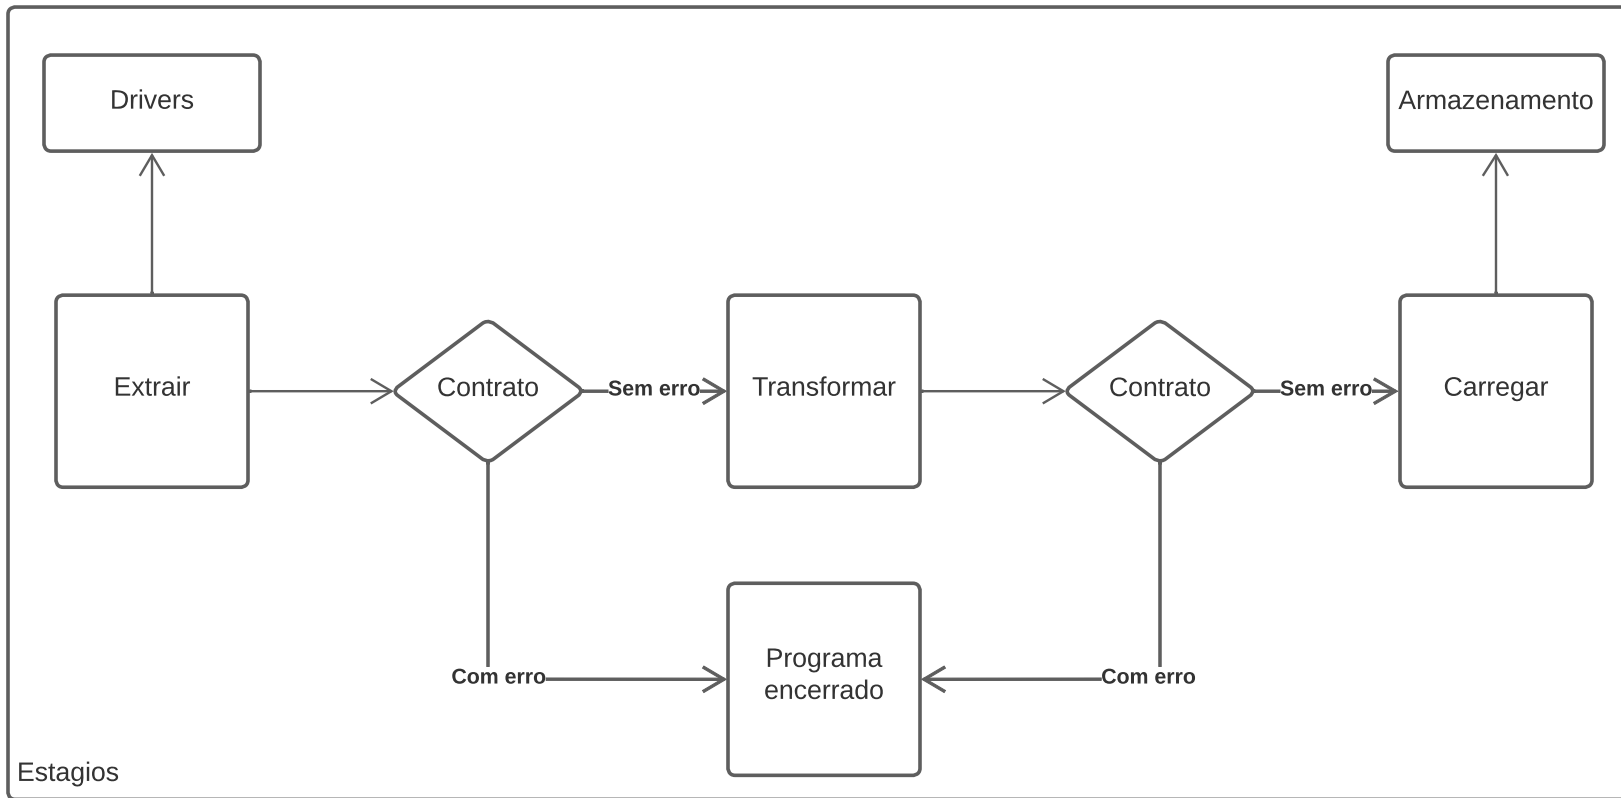 Drivers
Armazenamento
Extrair
Contrato
Sem erro
Transformar
Contrato
Sem erro
Carregar
Com erro
Programa
encerrado
Com erro
Estagios